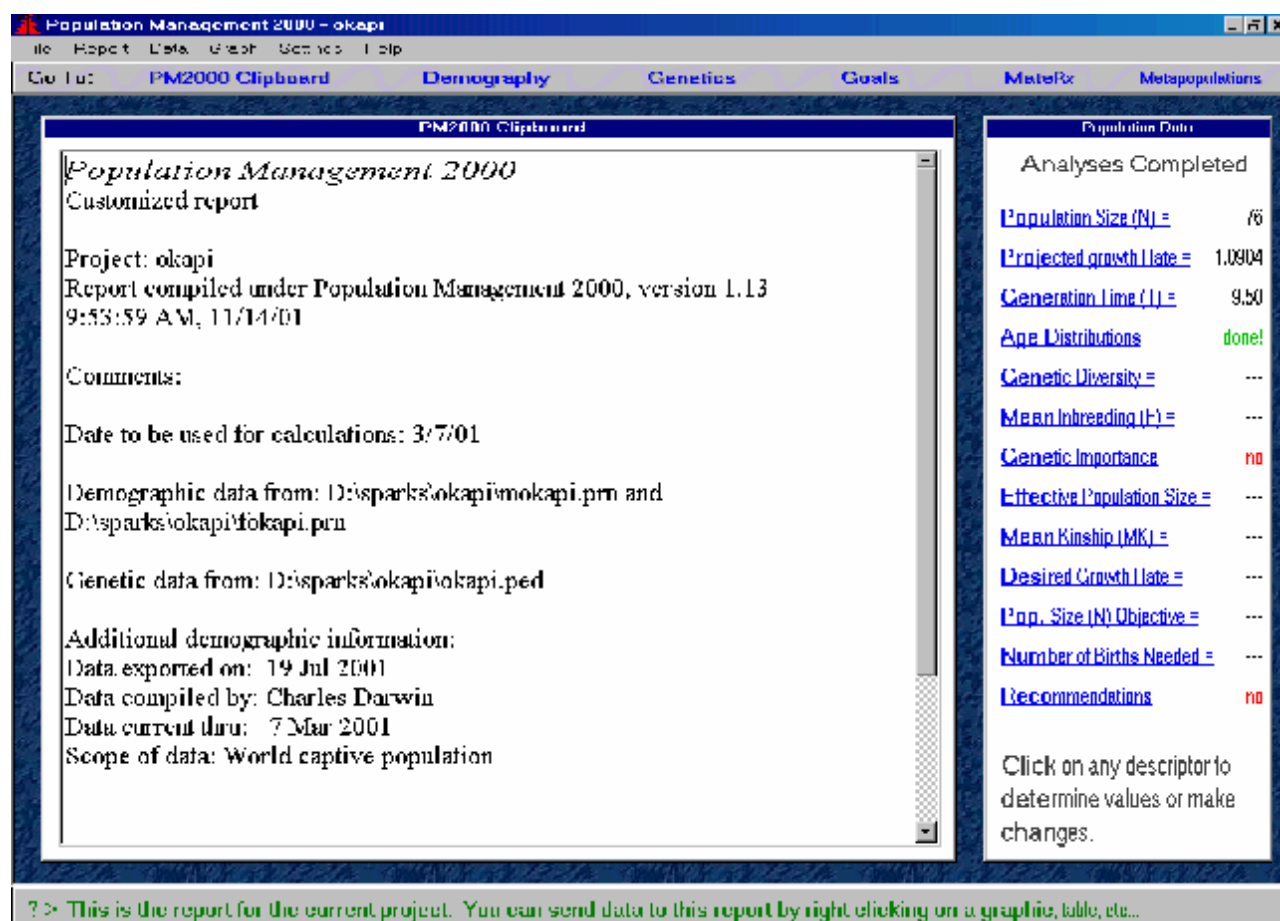 Population Management 2000 - okapi
File Report Data Graph Settings Help
Go To: PM2000 Clipboard Demography Genetics Goals MateRx Metapopulations
PM2000 Clipboard
Population Management 2000
Customized report
Project: okapi
Report compiled under Population Management 2000, version 1.13
9:53:59 AM, 11/14/01
Comments:
Date to be used for calculations: 3/7/01
Demographic data from: D:\sparks\okapi\mokapi.prn and
D:\sparks\okapi\fokapi.prn
Genetic data from: D:\sparks\okapi\okapi.ped
Additional demographic information:
Data exported on: 19 Jul 2001
Data compiled by: Charles Darwin
Data current thru: 7 Mar 2001
Scope of data: World captive population
Population Data
Analyses Completed
Population Size (N) = 76
Projected growth Rate = 1.0904
Generation Time (T) = 9.50
Age Distributions done!
Genetic Diversity = ---
Mean Inbreeding (F) = ---
Genetic Importance no
Effective Population Size = ---
Mean Kinship (MK) = ---
Desired Growth Rate = ---
Pop. Size (N) Objective = ---
Number of Births Needed = ---
Recommendations no
Click on any descriptor to
determine values or make
changes.
? > This is the report for the current project. You can send data to this report by right clicking on a graphic, table, etc...